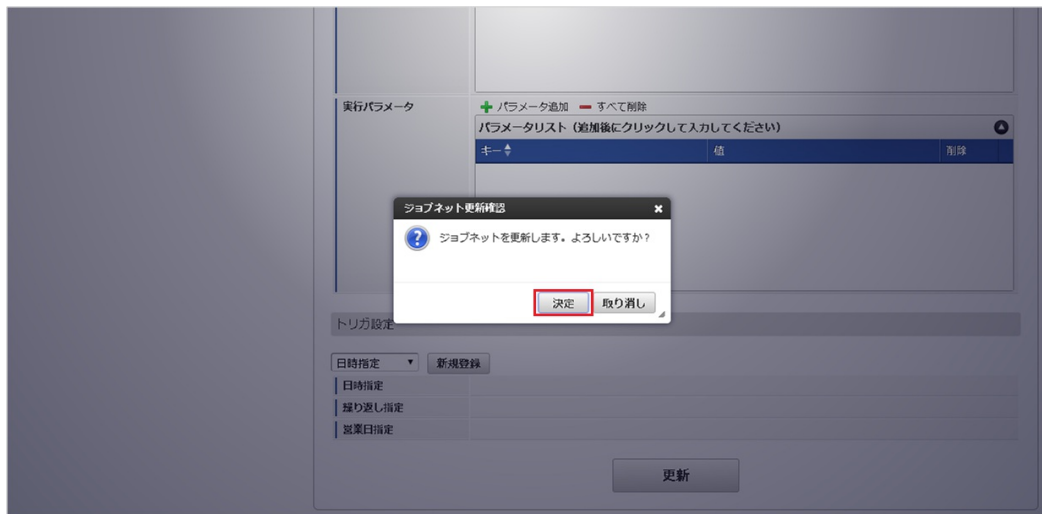 実行パラメータ
パラメータ追加 すべて削除
パラメータリスト（追加後にクリックして入力してください）
キー 値 削除
ジョブネット更新確認
ジョブネットを更新します。よろしいですか？
決定 取り消し
トリガ設定
日時指定 新規登録
日時指定
繰り返し指定
営業日指定
更新